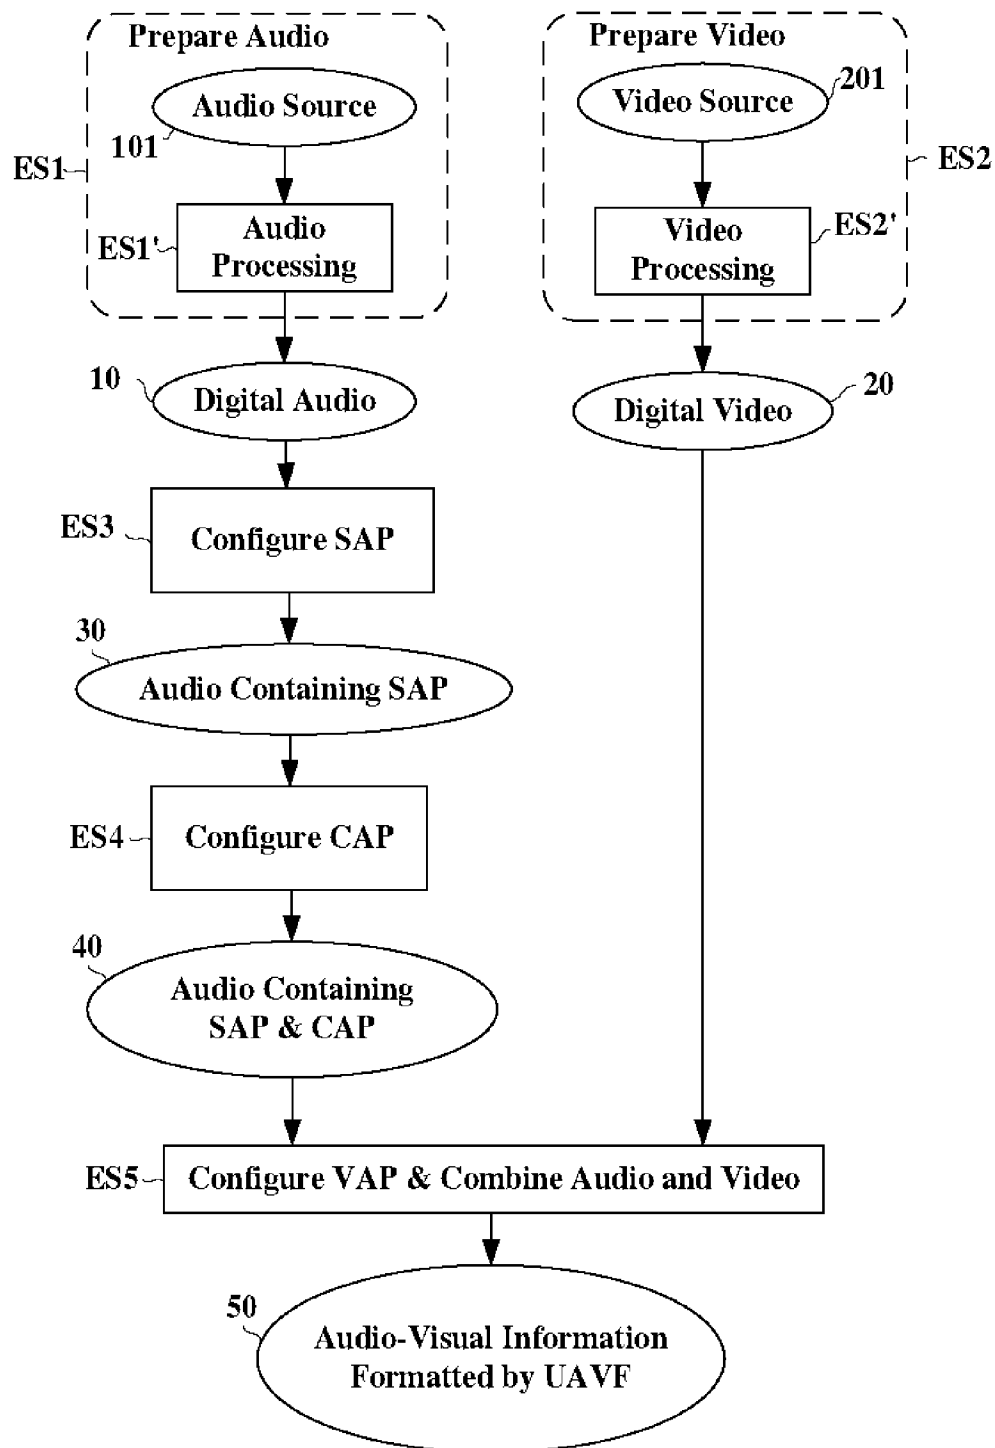 Prepare Audio
Prepare Video
Audio Source
Video Source
201
101
ES1
ES2
ES1'
Audio
Processing
Video
Processing
ES2'
10
Digital Audio
20
Digital Video
ES3
Configure SAP
30
Audio Containing SAP
ES4
Configure CAP
40
Audio Containing
SAP & CAP
ES5
Configure VAP & Combine Audio and Video
50
Audio-Visual Information
Formatted by UAVF